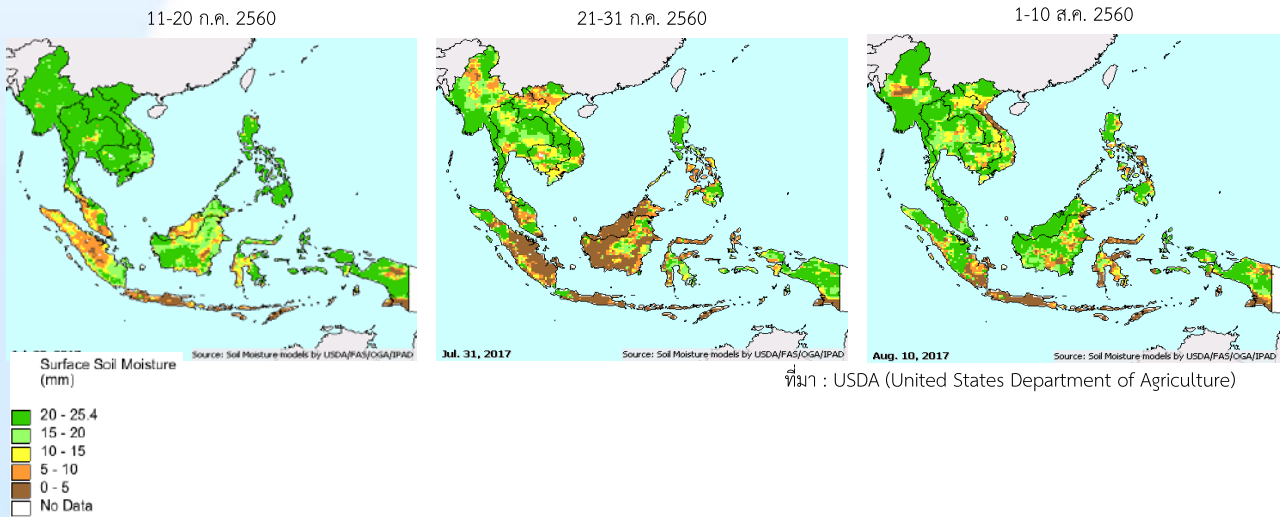 11-20 ก.ค. 2560
21-31 ก.ค. 2560
1-10 ส.ค. 2560
Source: Soil Moisture models by USDA/FAS/OGA/IPAD
Jul. 31, 2017
Source: Soil Moisture models by USDA/FAS/OGA/IPAD
Aug. 10, 2017
Source: Soil Moisture models by USDA/FAS/OGA/IPAD
ที่มา : USDA (United States Department of Agriculture)
Surface Soil Moisture
(mm)
20 - 25.4
15 - 20
10 - 15
5 - 10
0 - 5
No Data